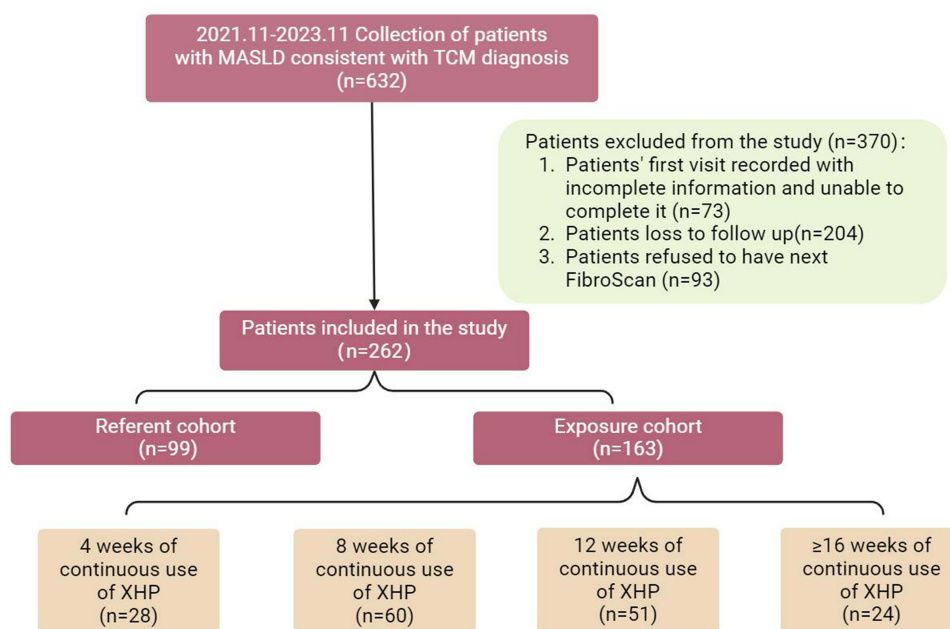 2021.11-2023.11 Collection of patients
with MASLD consistent with TCM diagnosis
(n=632)
Patients excluded from the study (n=370):
1. Patients' first visit recorded with
incomplete information and unable to
complete it (n=73)
2. Patients loss to follow up(n=204)
3. Patients refused to have next
FibroScan (n=93)
Patients included in the study
(n=262)
Referent cohort
(n=99)
Exposure cohort
(n=163)
4 weeks of
continuous use
of XHP
(n=28)
8 weeks of
continuous use
of XHP
(n=60)
12 weeks of
continuous use
of XHP
(n=51)
≥16 weeks of
continuous use
of XHP
(n=24)